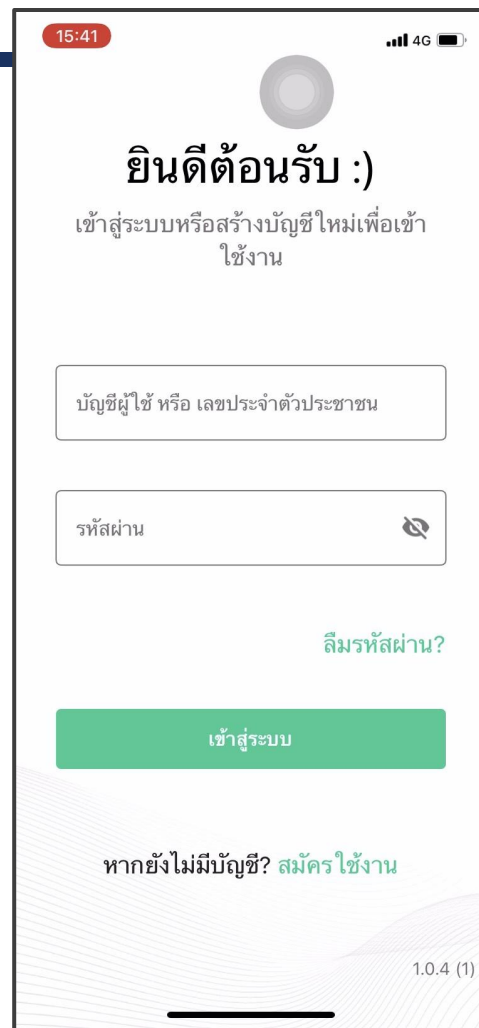 15:41
4G
ยินดีต้อนรับ :)
เข้าสู่ระบบหรือสร้างบัญชีใหม่เพื่อเข้า
ใช้งาน
บัญชีผู้ใช้ หรือ เลขประจำตัวประชาชน
รหัสผ่าน
ลืมรหัสผ่าน?
เข้าสู่ระบบ
หากยังไม่มีบัญชี? สมัครใช้งาน
1.0.4 (1)